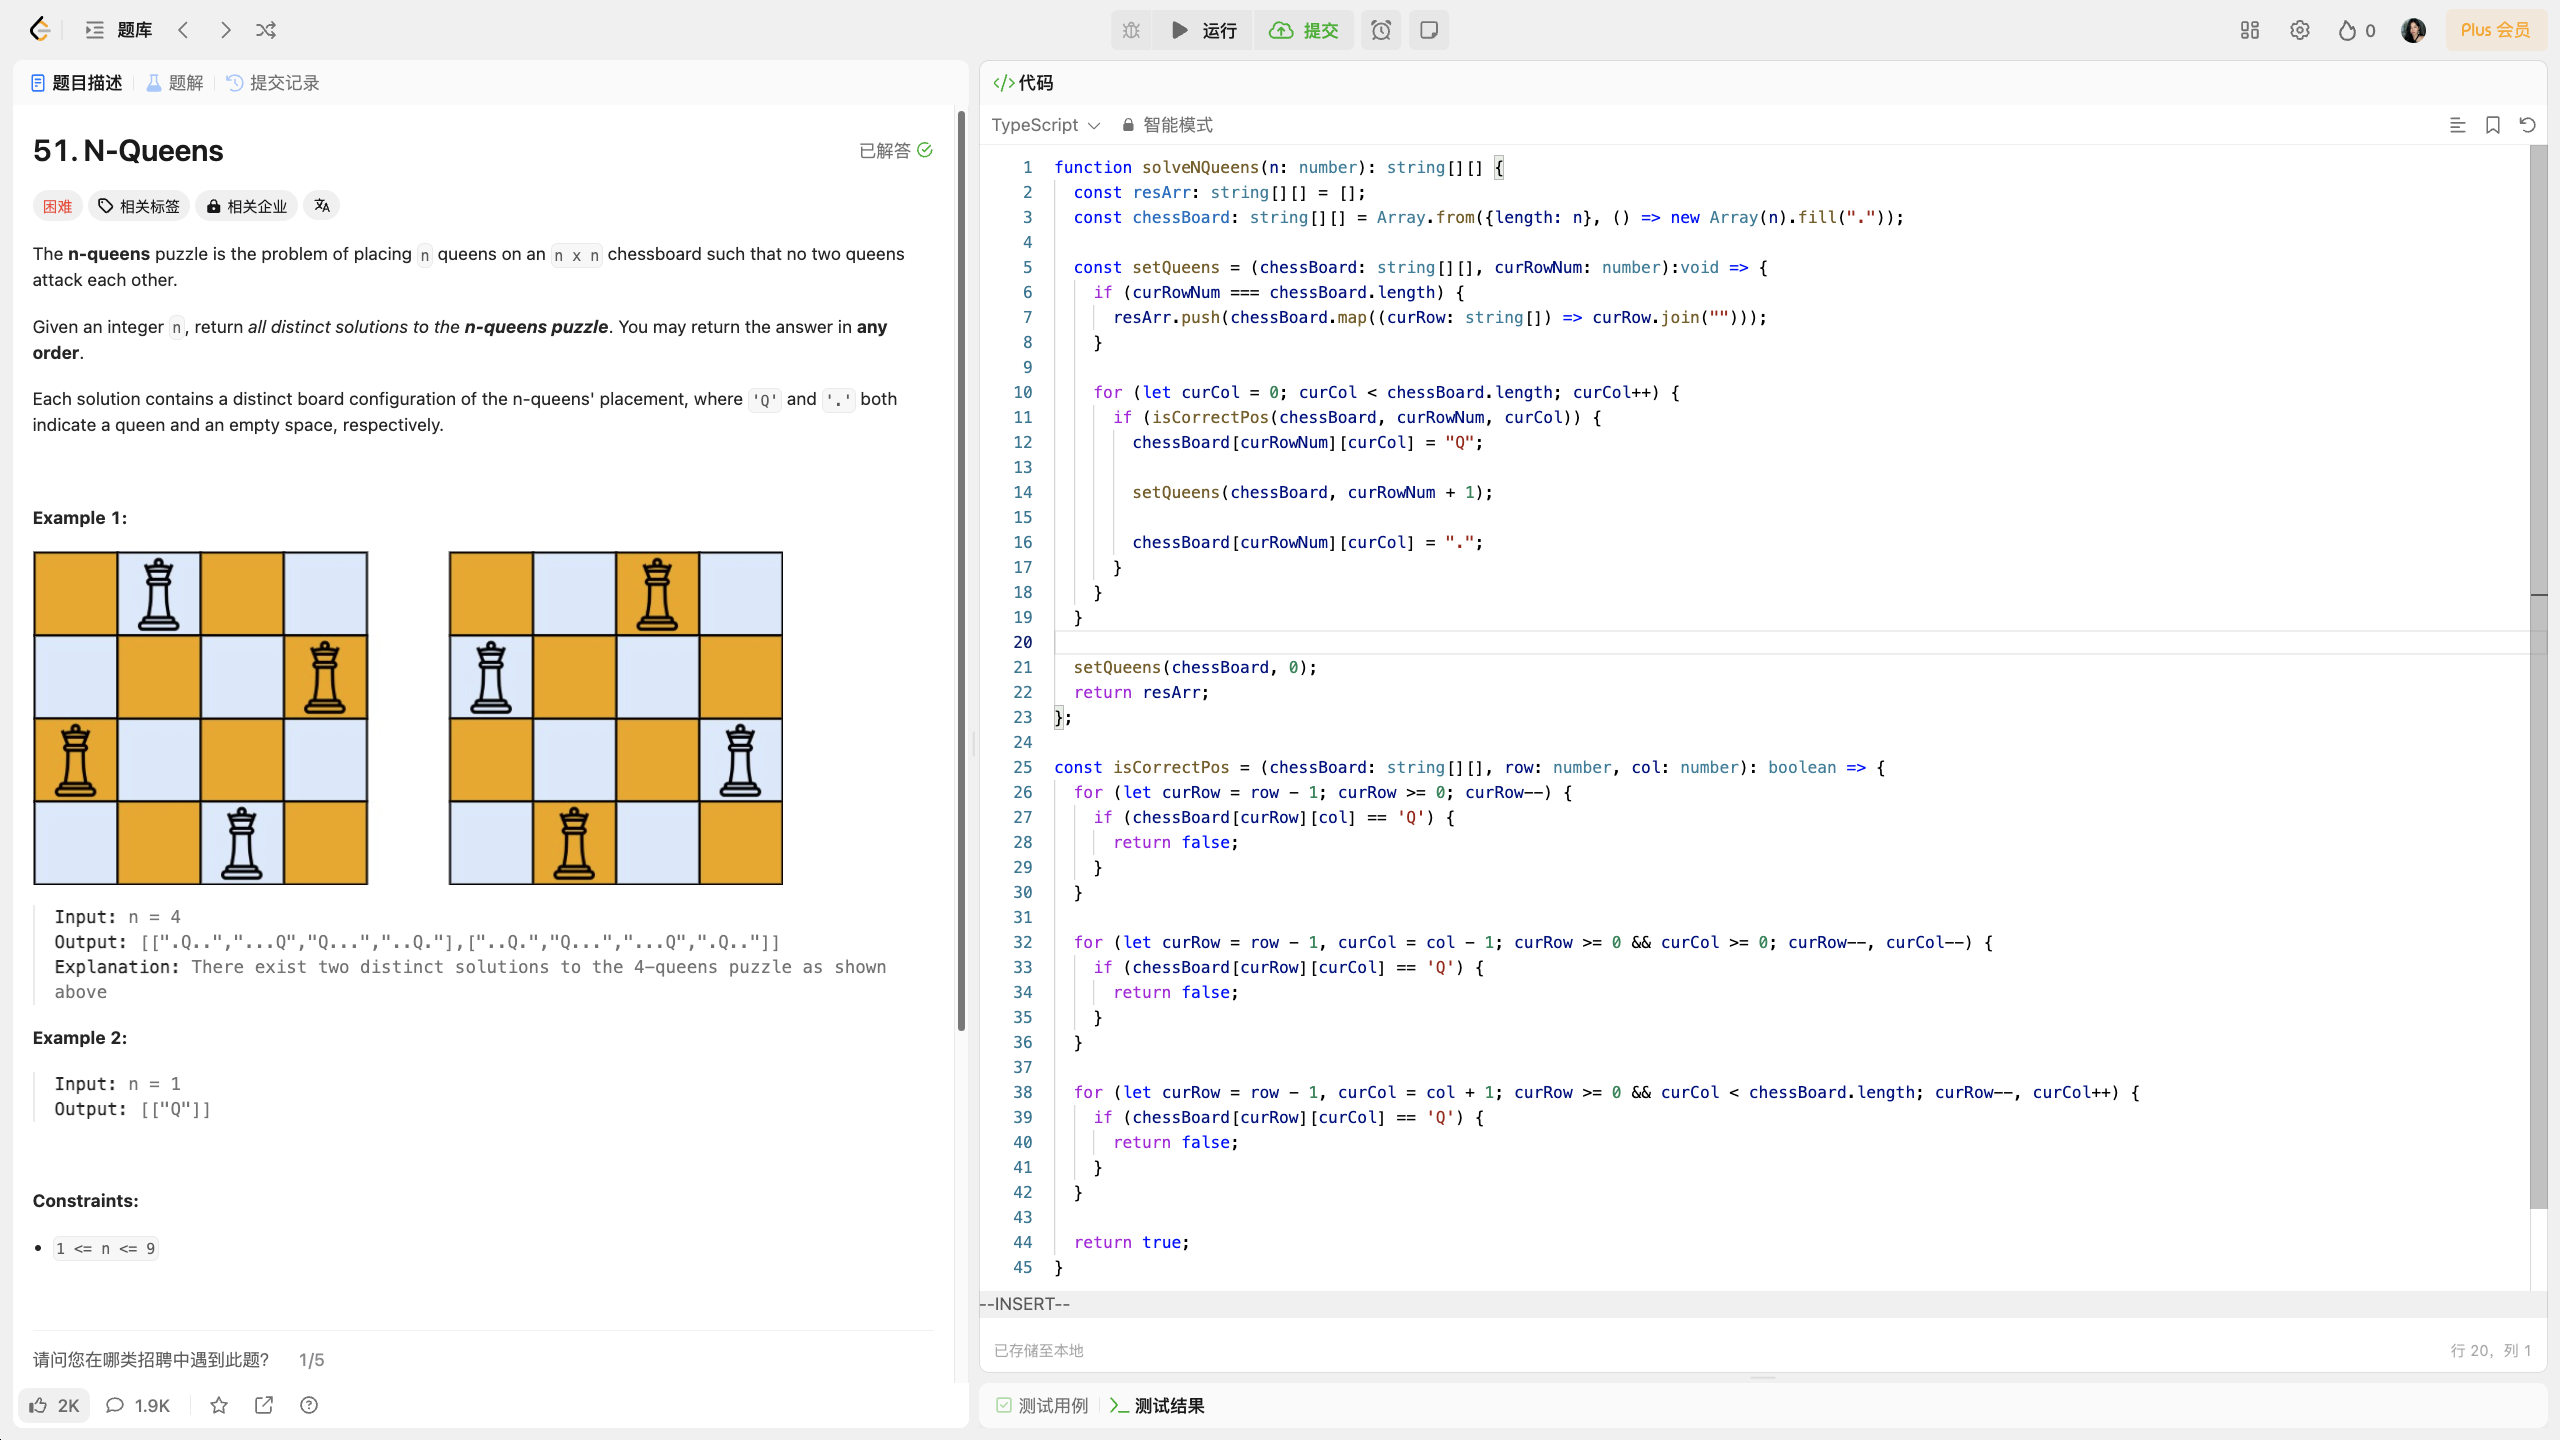 题库
运行
提交
0
Plus 会员
题目描述
题解
提交记录
51. N-Queens
已解答
困难
相关标签
相关企业
The n-queens puzzle is the problem of placing n queens on an n x n chessboard such that no two queens
attack each other.
Given an integer n, return all distinct solutions to the n-queens puzzle. You may return the answer in any
order.
Each solution contains a distinct board configuration of the n-queens' placement, where 'Q' and '.' both
indicate a queen and an empty space, respectively.
Example 1:
Input: n = 4
Output: [[".Q..","...Q","Q...","..Q."],["..Q.","Q...","...Q",".Q.."]]
Explanation: There exist two distinct solutions to the 4-queens puzzle as shown
above
Example 2:
Input: n = 1
Output: [["Q"]]
Constraints:
• 1 <= n <= 9
请问您在哪类招聘中遇到此题? 1/5
2K
1.9K
</> 代码
TypeScript
智能模式
1 function solveNQueens(n: number): string[][] {
2   const resArr: string[][] = [];
3   const chessBoard: string[][] = Array.from({length: n}, () => new Array(n).fill("."));
4
5   const setQueens = (chessBoard: string[][], curRowNum: number):void => {
6     if (curRowNum === chessBoard.length) {
7       resArr.push(chessBoard.map((curRow: string[]) => curRow.join("")));
8     }
9
10     for (let curCol = 0; curCol < chessBoard.length; curCol++) {
11       if (isCorrectPos(chessBoard, curRowNum, curCol)) {
12         chessBoard[curRowNum][curCol] = "Q";
13
14         setQueens(chessBoard, curRowNum + 1);
15
16         chessBoard[curRowNum][curCol] = ".";
17       }
18     }
19   }
20
21   setQueens(chessBoard, 0);
22   return resArr;
23 };
24
25 const isCorrectPos = (chessBoard: string[][], row: number, col: number): boolean => {
26   for (let curRow = row - 1; curRow >= 0; curRow--) {
27     if (chessBoard[curRow][col] == 'Q') {
28       return false;
29     }
30   }
31
32   for (let curRow = row - 1, curCol = col - 1; curRow >= 0 && curCol >= 0; curRow--, curCol--) {
33     if (chessBoard[curRow][curCol] == 'Q') {
34       return false;
35     }
36   }
37
38   for (let curRow = row - 1, curCol = col + 1; curRow >= 0 && curCol < chessBoard.length; curRow--, curCol++) {
39     if (chessBoard[curRow][curCol] == 'Q') {
40       return false;
41     }
42   }
43
44   return true;
45 }
--INSERT--
已存储至本地
行 20, 列 1
测试用例
测试结果